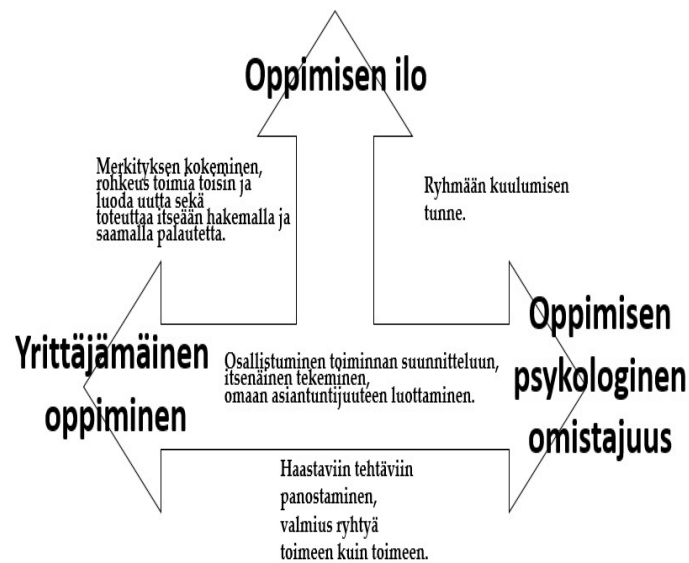 Oppimisen ilo
Merkityksen kokeminen,
rohkeus toimia toisin ja
luoda uutta sekä
toteuttaa itseään hakemalla ja
saamalla palautetta.
Ryhmään kuulumisen
tunne.
Yrittäjämäinen
oppiminen
Osallistuminen toiminnan suunnitteluun,
itsenäinen tekeminen,
omaan asiantuntijuuteen luottaminen.
Oppimisen
psykologinen
omistajuus
Haastaviin tehtäviin
panostaminen,
valmius ryhtyä
toimeen kuin toimeen.